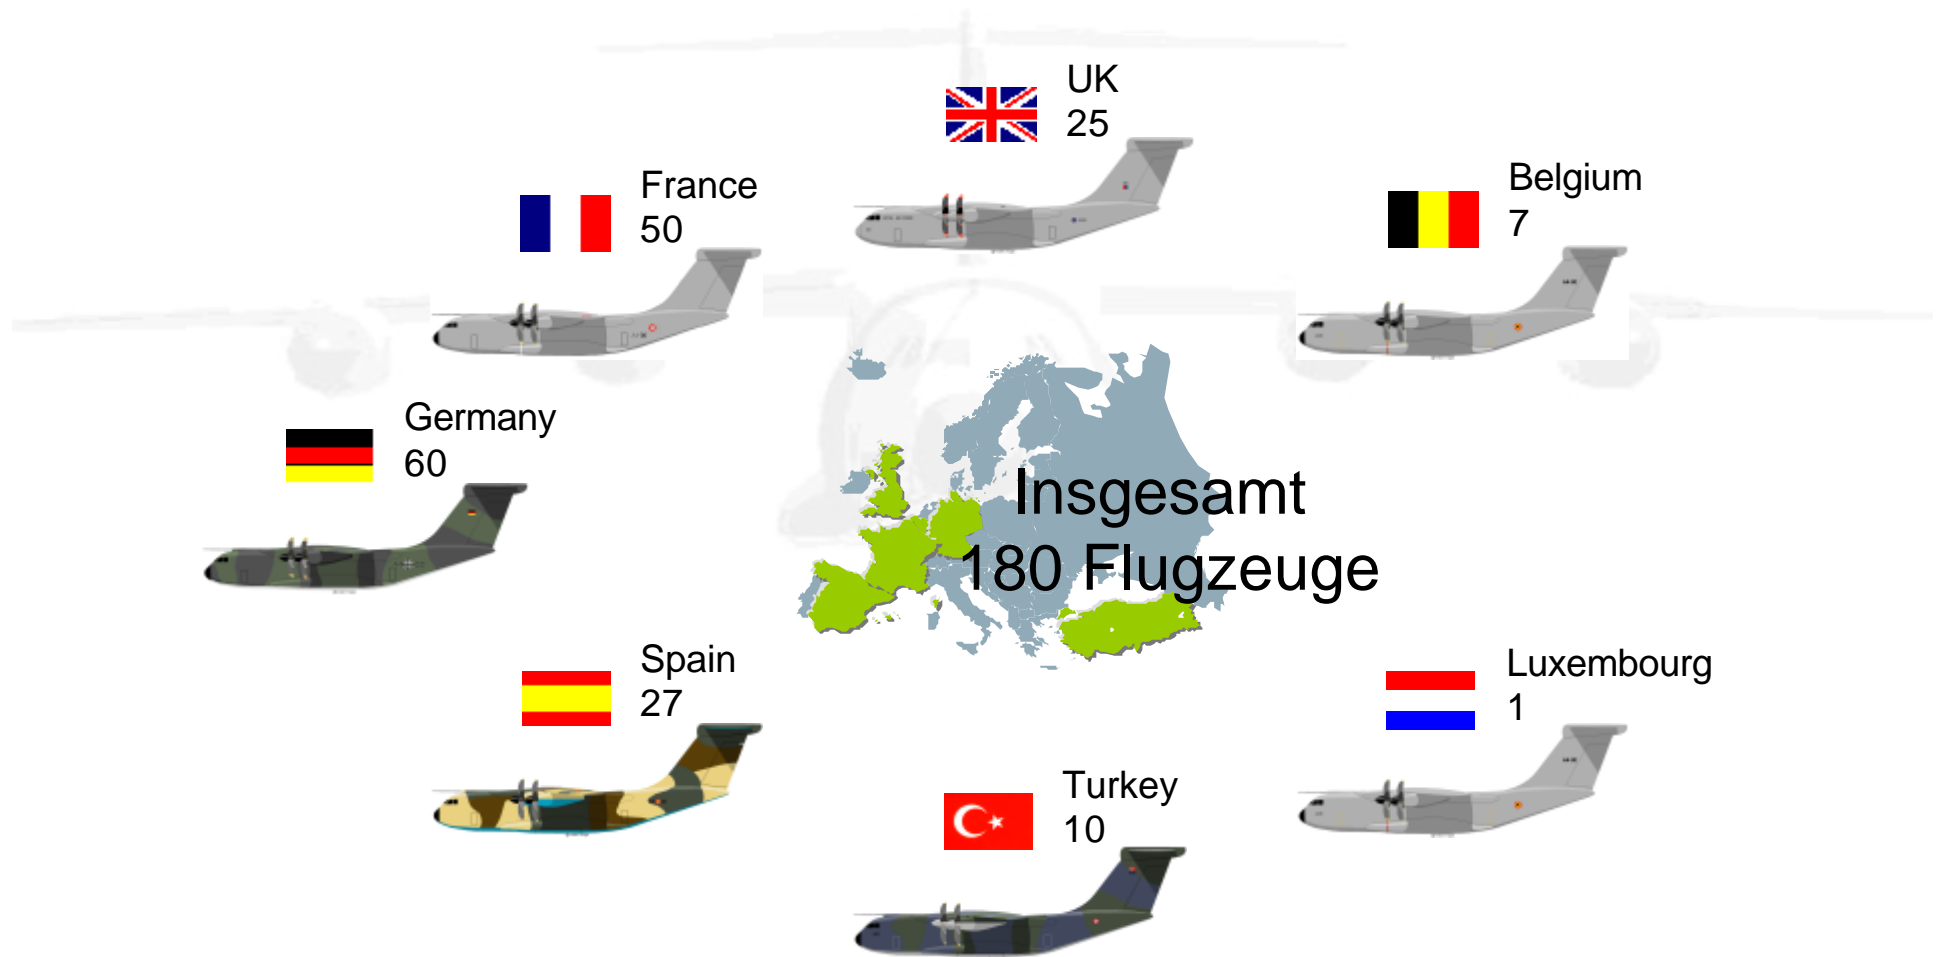 UK
25
France
50
Belgium
7
Germany
60
Insgesamt
180 Flugzeuge
Spain
27
Luxembourg
1
Turkey
10